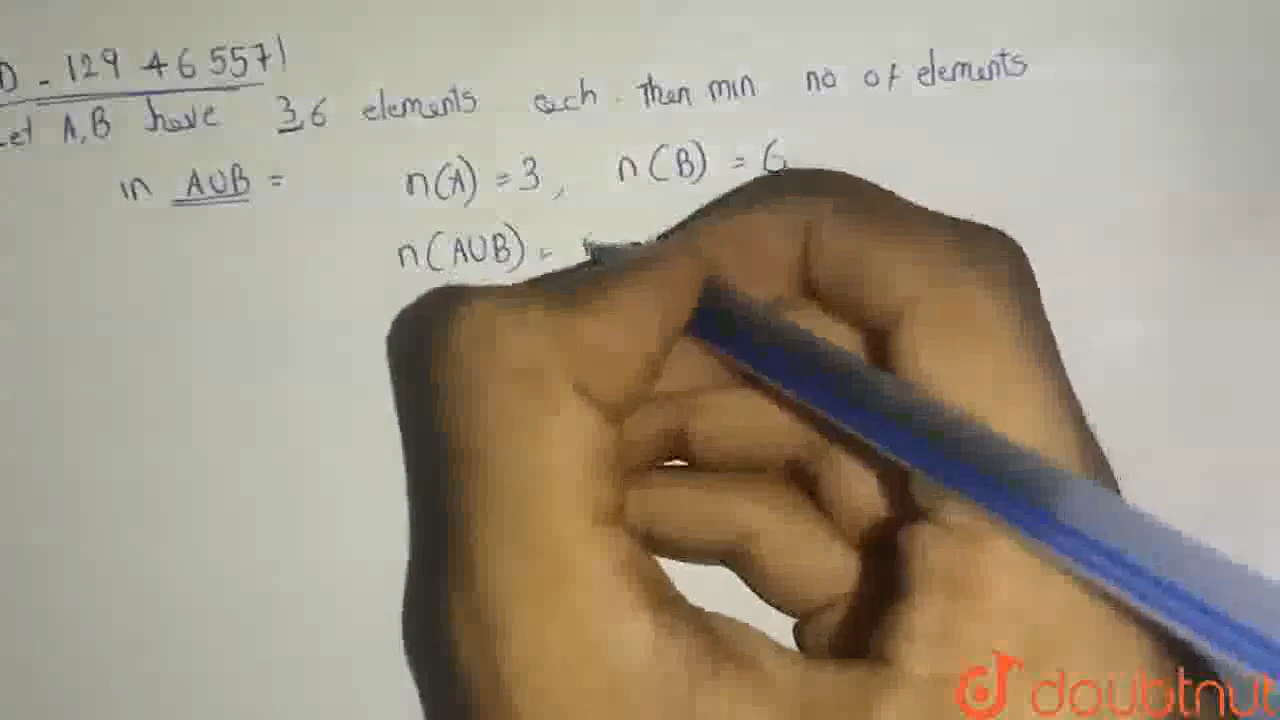 D - 129 46 5571
Let A,B have 3,6 elements each. Then min no of elements
in AUB = n(A) = 3, n(B) = 6
n(AUB) =
doubtnut